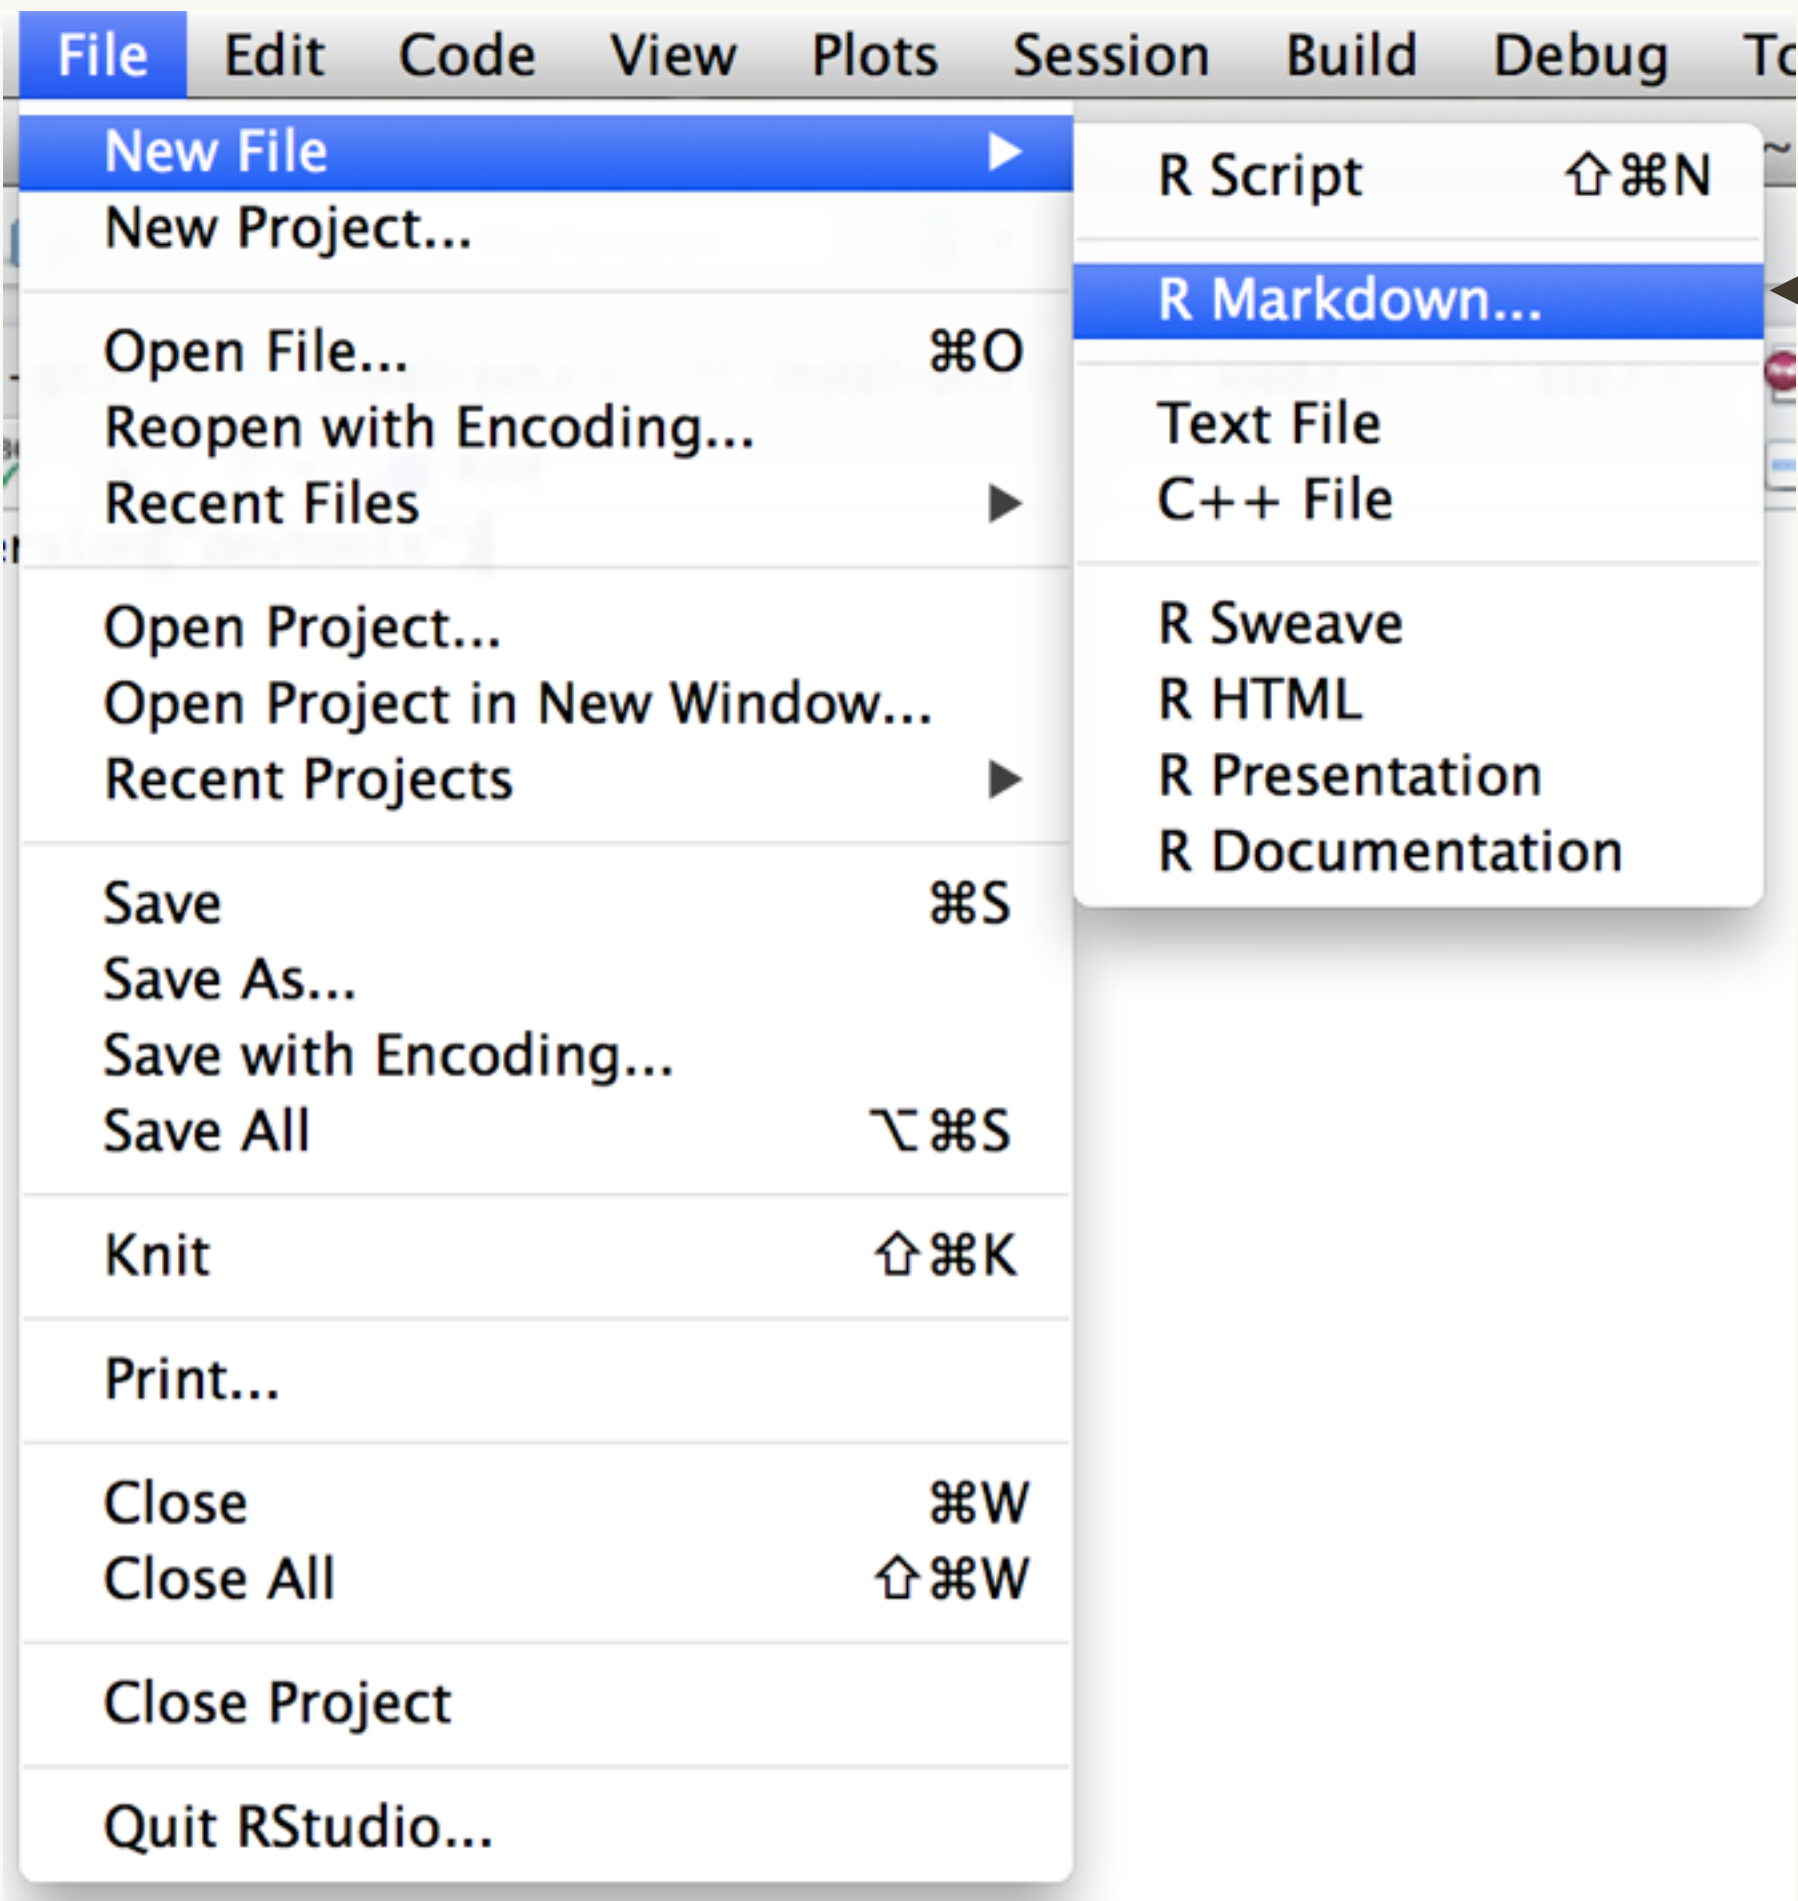 File Edit Code View Plots Session Build Debug
New File
New Project...
Open File... ⌘O
Reopen with Encoding...
Recent Files
Open Project...
Open Project in New Window...
Recent Projects
Save ⌘S
Save As...
Save with Encoding...
Save All ⌥⌘S
Knit ⇧⌘K
Print...
Close ⌘W
Close All ⇧⌘W
Close Project
Quit RStudio...
R Script ⇧⌘N
R Markdown...
Text File
C++ File
R Sweave
R HTML
R Presentation
R Documentation